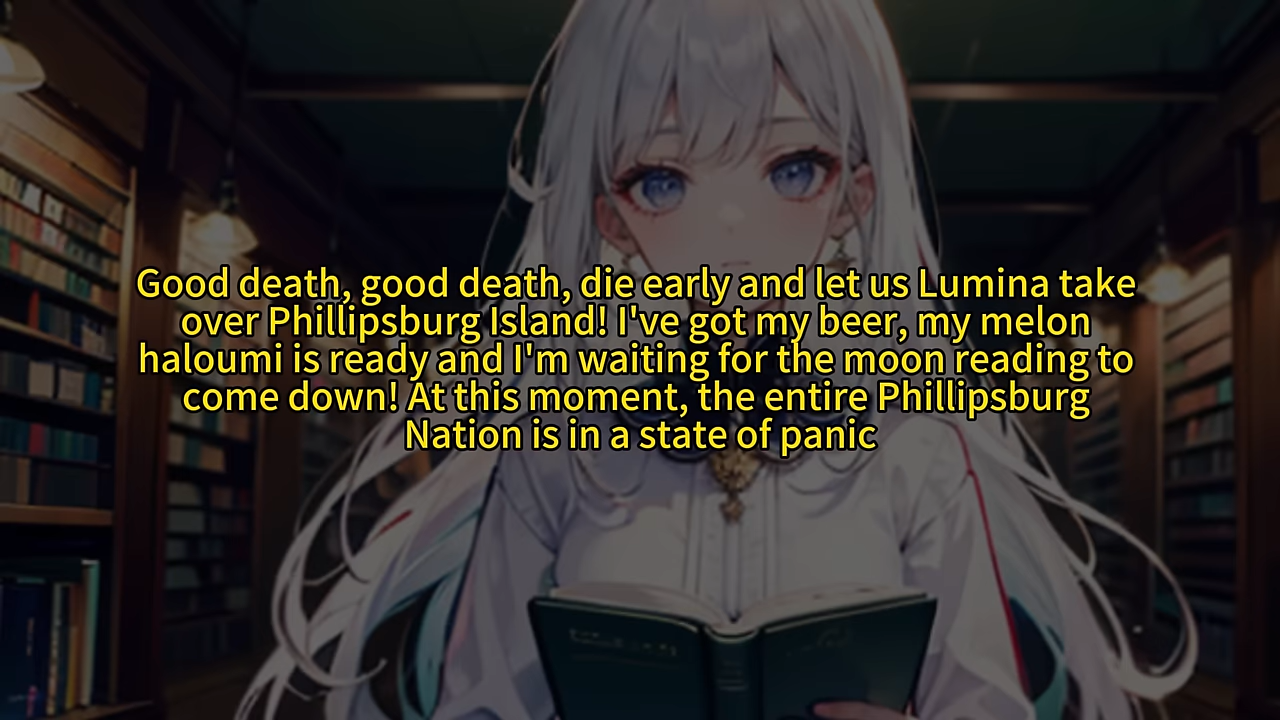 Good death, good death, die early and let us Lumina take
over Phillipsburg Island! I've got my beer, my melon
haloumi is ready and I'm waiting for the moon reading to
come down! At this moment, the entire Phillipsburg
Nation is in a state of panic